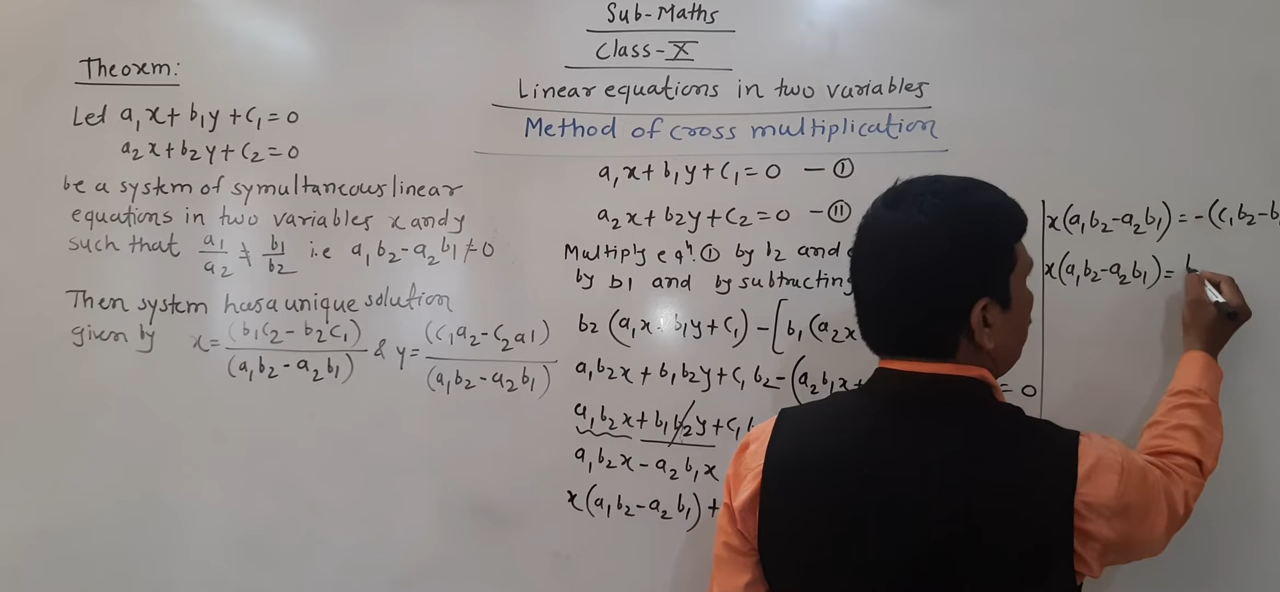 Sub-Maths
Class-X
Linear equations in two variables
Method of cross multiplication
Theorem:
Let a₁x + b₁y + c₁ = 0
a₂x + b₂y + c₂ = 0
be a system of symultaneous linear
equations in two variables x and y
such that a₁/a₂ ≠ b₁/b₂ i.e a₁b₂ - a₂b₁ ≠ 0
Then system has a unique solution
given by x = (b₁c₂ - b₂c₁)/(a₁b₂ - a₂b₁) & y = (c₁a₂ - c₂a1)/(a₁b₂ - a₂b₁)
a₁x + b₁y + c₁ = 0 — Ⓘ
a₂x + b2y + c₂ = 0 — Ⓘⓘ
Multiply eqⁿ. Ⓘ by b₂ and
by b1 and by subtracting
b2 (a₁x + b₁y + c₁) - [b₁ (a₂x
a₁b₂x + b₁b₂y + c₁b₂ - (a₂b₁x + = 0
a₁b₂x + b₁b₂y + c₁
a₁b₂x - a₂b₁x
x(a₁b₂ - a₂b₁) +
x(a₁b₂ - a₂b₁) = -(c₁b₂ - b
x(a₁b₂ - a₂b₁) = b